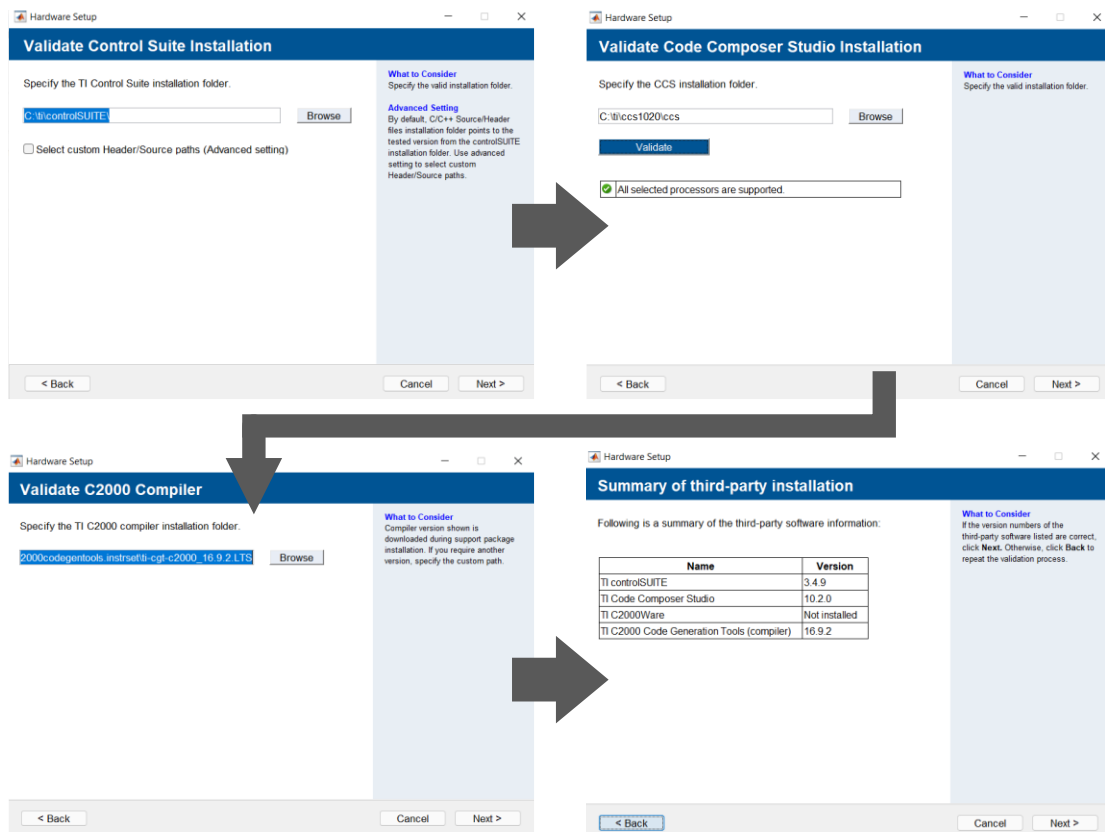 Hardware Setup
Validate Control Suite Installation
Specify the TI Control Suite installation folder.
C:\ti\controlSUITE\
Browse
Select custom Header/Source paths (Advanced setting)
What to Consider
Specify the valid installation folder.
Advanced Setting
By default, C/C++ Source/Header
files installation folder points to the
tested version from the controlSUITE
installation folder. Use advanced
setting to select custom
Header/Source paths.
< Back
Cancel
Next >
Hardware Setup
Validate Code Composer Studio Installation
Specify the CCS installation folder.
C:\ti\ccs1020\ccs
Browse
Validate
All selected processors are supported.
What to Consider
Specify the valid installation folder.
< Back
Cancel
Next >
Hardware Setup
Validate C2000 Compiler
Specify the TI C2000 compiler installation folder.
2000codegentools.instrset\ti-cgt-c2000_16.9.2.LTS
Browse
What to Consider
Compiler version shown is
downloaded during support package
installation. If you require another
version, specify the custom path.
< Back
Cancel
Next >
Hardware Setup
Summary of third-party installation
Following is a summary of the third-party software information:
Name Version
TI controlSUITE 3.4.9
TI Code Composer Studio 10.2.0
TI C2000Ware Not installed
TI C2000 Code Generation Tools (compiler) 16.9.2
What to Consider
If the version numbers of the
third-party software listed are correct,
click Next. Otherwise, click Back to
repeat the validation process.
< Back
Cancel
Next >